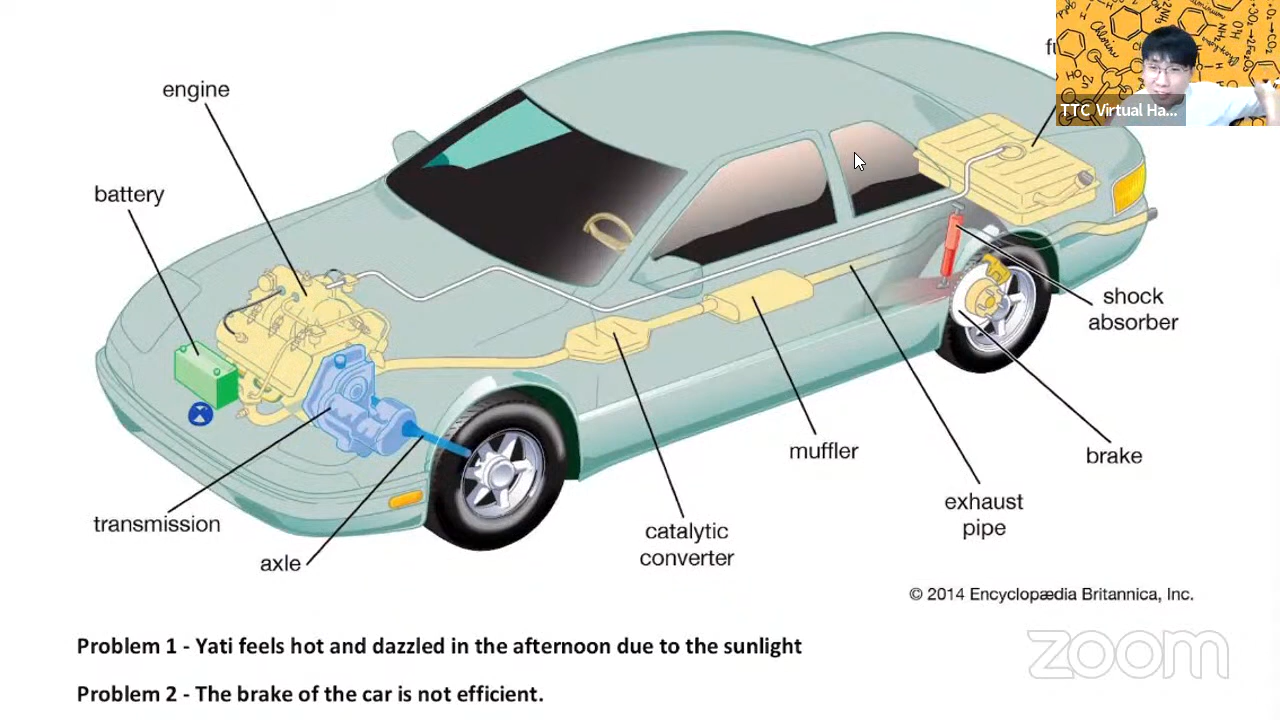 engine
battery
transmission
axle
catalytic
converter
muffler
exhaust
pipe
brake
shock
absorber
© 2014 Encyclopædia Britannica, Inc.
TTC Virtual Ha...
Chlorine
zoom
Problem 1 - Yati feels hot and dazzled in the afternoon due to the sunlight
Problem 2 - The brake of the car is not efficient.